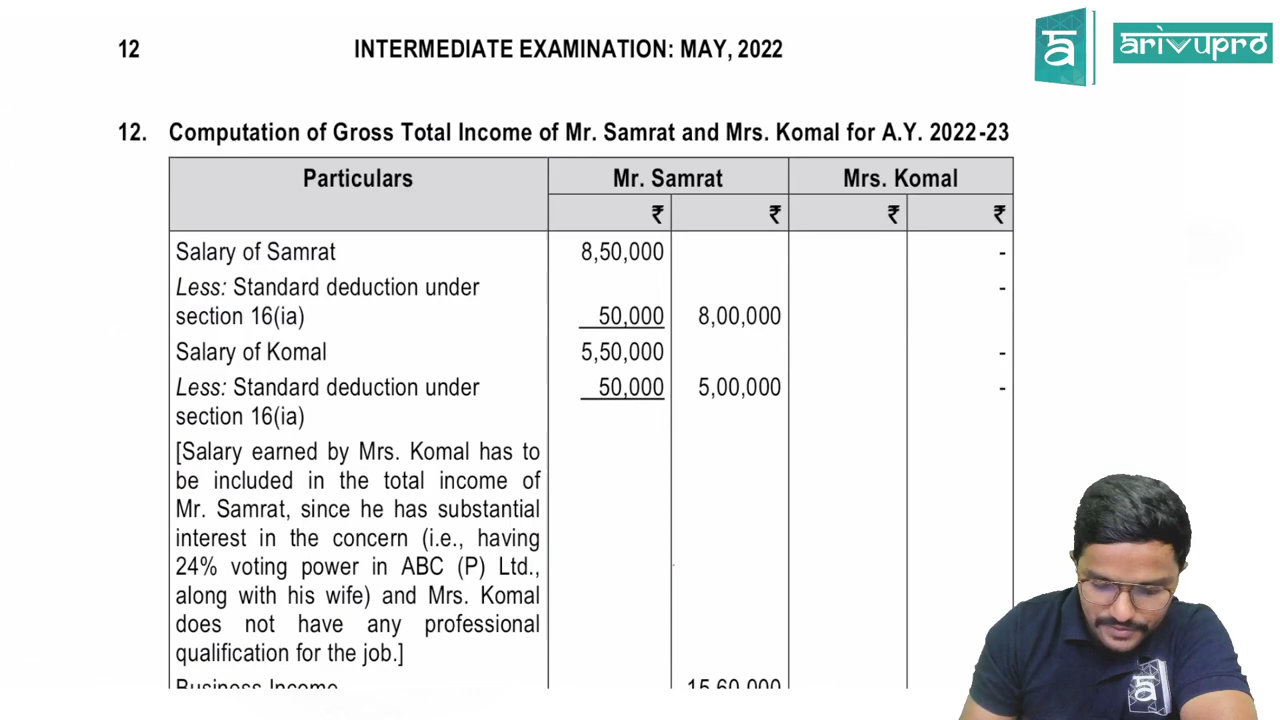 12 INTERMEDIATE EXAMINATION: MAY, 2022
ā arivupro
12. Computation of Gross Total Income of Mr. Samrat and Mrs. Komal for A.Y. 2022-23
Particulars Mr. Samrat Mrs. Komal
₹ ₹ ₹ ₹
Salary of Samrat 8,50,000 -
Less: Standard deduction under -
section 16(ia) 50,000 8,00,000
Salary of Komal 5,50,000 -
Less: Standard deduction under 50,000 5,00,000 -
section 16(ia)
[Salary earned by Mrs. Komal has to
be included in the total income of
Mr. Samrat, since he has substantial
interest in the concern (i.e., having
24% voting power in ABC (P) Ltd.,
along with his wife) and Mrs. Komal
does not have any professional
qualification for the job.]
Business Income 15,60,000
ā